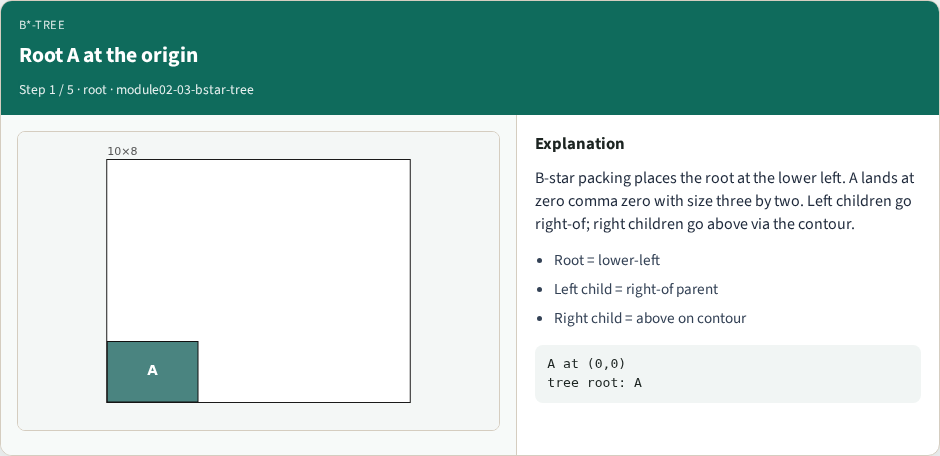 B*-TREE
Root A at the origin
Step 1 / 5 · root · module02-03-bstar-tree
10×8
A
Explanation
B-star packing places the root at the lower left. A lands at
zero comma zero with size three by two. Left children go
right-of; right children go above via the contour.
• Root = lower-left
• Left child = right-of parent
• Right child = above on contour
A at (0,0)
tree root: A